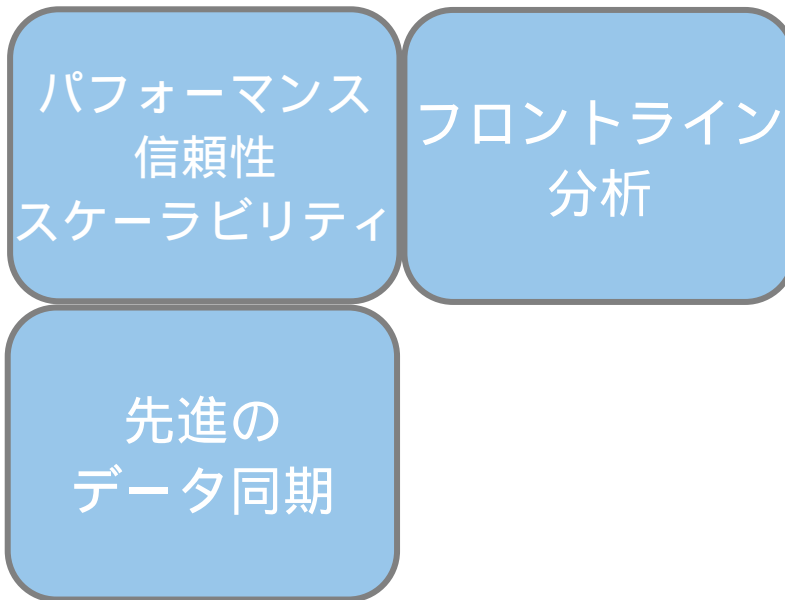 パフォーマンス
信頼性
スケーラビリティ
フロントライン
分析
先進の
データ同期